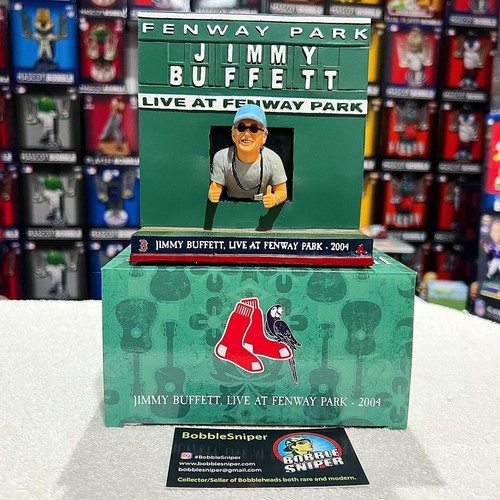 FENWAY PARK
JIMMY
BUFFETT
LIVE AT FENWAY PARK
B JIMMY BUFFETT, LIVE AT FENWAY PARK - 2004
JIMMY BUFFETT, LIVE AT FENWAY PARK - 2004
BobbleSniper
#BobbleSniper
www.bobblesniper.com
bobblesniper@gmail.com
Collector/Seller of Bobbleheads both rare and modern.
BOBBLE
SNIPER